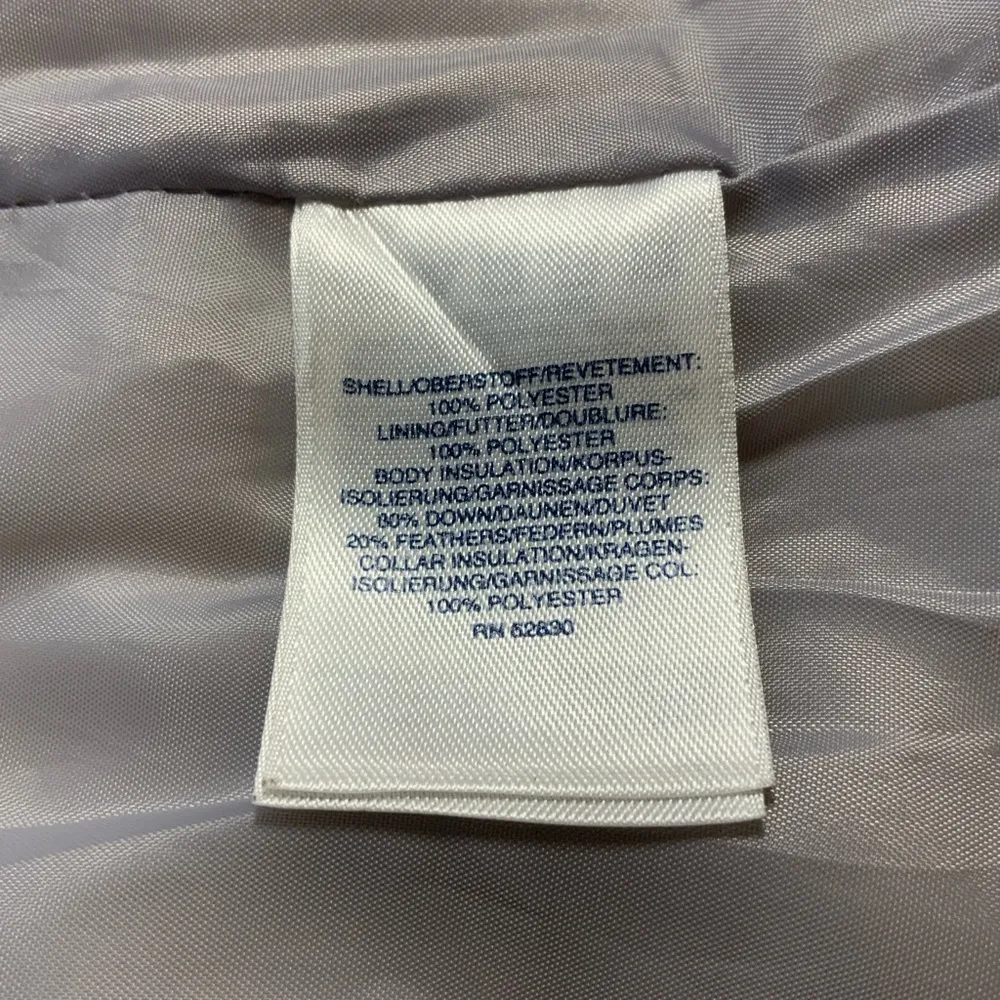 SHELL/OBERSTOFF/REVETEMENT:
100% POLYESTER
LINING/FUTTER/DOUBLURE:
100% POLYESTER
BODY INSULATION/KORPUS-
ISOLIERUNG/GARNISSAGE CORPS:
80% DOWN/DAUNEN/DUVET
20% FEATHERS/FEDERN/PLUMES
COLLAR INSULATION/KRAGEN-
ISOLIERUNG/GARNISSAGE COL:
100% POLYESTER
RN 52830